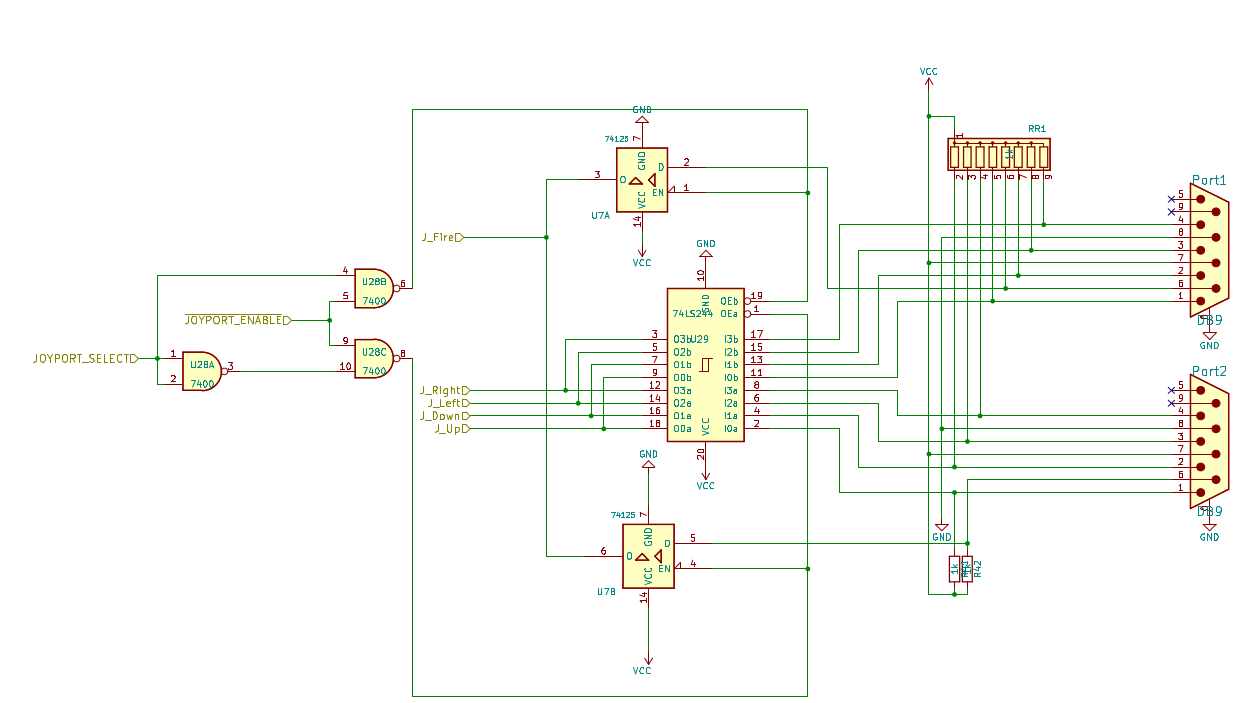 VCC
GND
74125
7
RR1
1
1k
2 3 4 5 6 7 8 9
GND
VCC
O
D
EN
3
2
1
14
U7A
VCC
Port1
5
9
4
8
3
7
2
6
1
DB9
GND
J_Fire
GND
10
4
5
6
U28B
7400
JOYPORT_ENABLE
9
10
8
U28C
7400
JOYPORT_SELECT
1
2
3
U28A
7400
GND
74LS244
U29
VCC
OEb 19
OEa 1
3 O3b
5 O2b
7 O1b
9 O0b
12 O3a
14 O2a
16 O1a
18 O0a
I3b 17
I2b 15
I1b 13
I0b 11
I3a 8
I2a 6
I1a 4
I0a 2
J_Right
J_Left
J_Down
J_Up
20
VCC
Port2
5
9
4
8
3
7
2
6
1
DB9
GND
GND
74125
7
GND
VCC
O
D
EN
6
5
4
14
U7B
VCC
GND
1k
R42